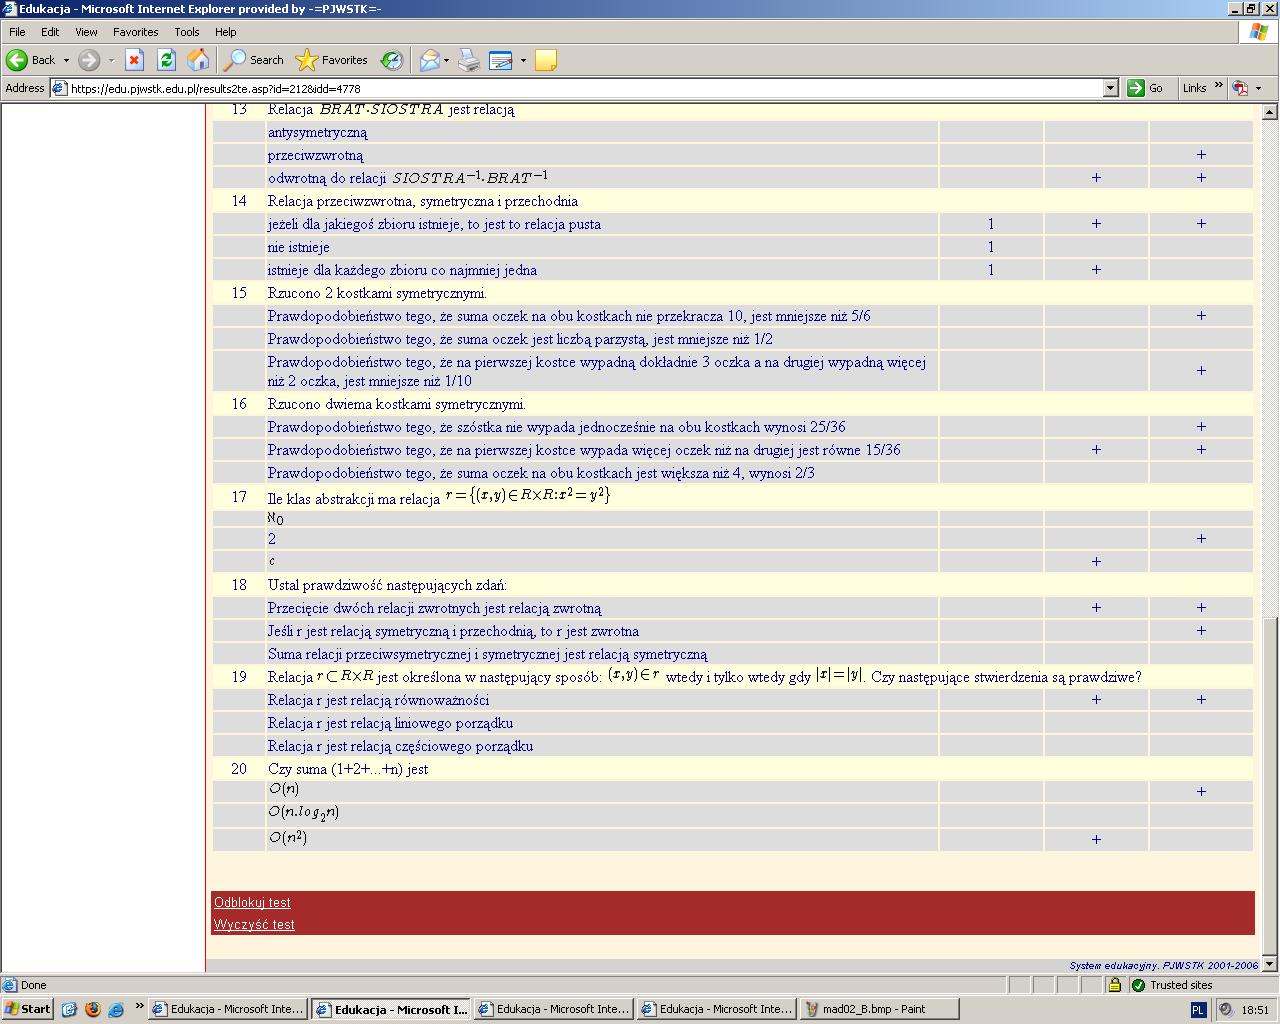 Edukacja - Microsoft Internet Explorer provided by -=PJWSTK=-
File Edit View Favorites Tools Help
Back Search Favorites
Address https://edu.pjwstk.edu.pl/results2te.asp?id=212&idd=4778 Go Links »
13 Relacja BRAT·SIOSTRA jest relacją
antysymetryczną
przeciwzwrotną +
odwrotną do relacji SIOSTRA⁻¹·BRAT⁻¹ + +
14 Relacja przeciwzwrotna, symetryczna i przechodnia
jeżeli dla jakiegoś zbioru istnieje, to jest to relacja pusta 1 + +
nie istnieje 1
istnieje dla każdego zbioru co najmniej jedna 1 +
15 Rzucono 2 kostkami symetrycznymi.
Prawdopodobieństwo tego, że suma oczek na obu kostkach nie przekracza 10, jest mniejsze niż 5/6 +
Prawdopodobieństwo tego, że suma oczek jest liczbą parzystą, jest mniejsze niż 1/2
Prawdopodobieństwo tego, że na pierwszej kostce wypadną dokładnie 3 oczka a na drugiej wypadną więcej
niż 2 oczka, jest mniejsze niż 1/10 +
16 Rzucono dwiema kostkami symetrycznymi.
Prawdopodobieństwo tego, że szóstka nie wypada jednocześnie na obu kostkach wynosi 25/36 +
Prawdopodobieństwo tego, że na pierwszej kostce wypada więcej oczek niż na drugiej jest równe 15/36 + +
Prawdopodobieństwo tego, że suma oczek na obu kostkach jest większa niż 4, wynosi 2/3
17 Ile klas abstrakcji ma relacja r={(x,y)∈R×R:x²=y²}
ℵ₀
2 +
c +
18 Ustal prawdziwość następujących zdań:
Przecięcie dwóch relacji zwrotnych jest relacją zwrotną + +
Jeśli r jest relacją symetryczną i przechodnią, to r jest zwrotna +
Suma relacji przeciwsymetrycznej i symetrycznej jest relacją symetryczną
19 Relacja r⊂R×R jest określona w następujący sposób: (x,y)∈r wtedy i tylko wtedy gdy |x|=|y|. Czy następujące stwierdzenia są prawdziwe?
Relacja r jest relacją równoważności + +
Relacja r jest relacją liniowego porządku
Relacja r jest relacją częściowego porządku
20 Czy suma (1+2+...+n) jest
O(n) +
O(n.log₂n)
O(n²) +
Odblokuj test
Wyczyść test
System edukacyjny. PJWSTK 2001-2006
Done Trusted sites
Start » Edukacja - Microsoft Inte... Edukacja - Microsoft I... Edukacja - Microsoft Inte... Edukacja - Microsoft Inte... mad02_B.bmp - Paint PL 18:51